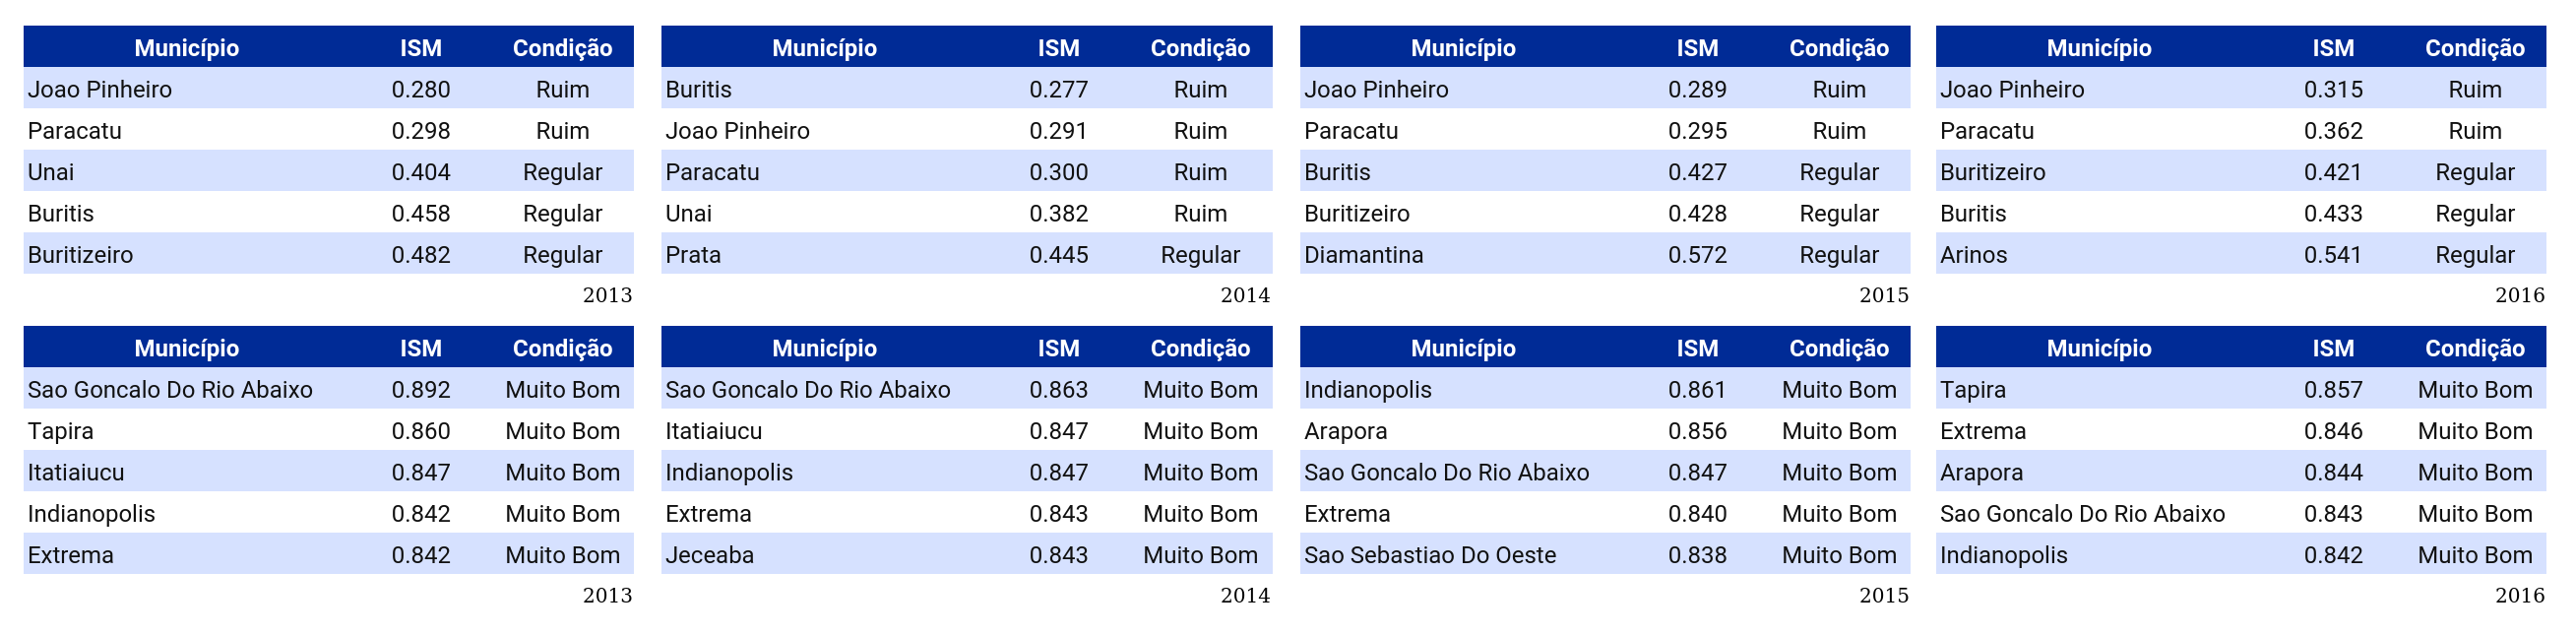 Município ISM Condição
Joao Pinheiro 0.280 Ruim
Paracatu 0.298 Ruim
Unai 0.404 Regular
Buritis 0.458 Regular
Buritizeiro 0.482 Regular
2013
Município ISM Condição
Buritis 0.277 Ruim
Joao Pinheiro 0.291 Ruim
Paracatu 0.300 Ruim
Unai 0.382 Ruim
Prata 0.445 Regular
2014
Município ISM Condição
Joao Pinheiro 0.289 Ruim
Paracatu 0.295 Ruim
Buritis 0.427 Regular
Buritizeiro 0.428 Regular
Diamantina 0.572 Regular
2015
Município ISM Condição
Joao Pinheiro 0.315 Ruim
Paracatu 0.362 Ruim
Buritizeiro 0.421 Regular
Buritis 0.433 Regular
Arinos 0.541 Regular
2016
Município ISM Condição
Sao Goncalo Do Rio Abaixo 0.892 Muito Bom
Tapira 0.860 Muito Bom
Itatiaiucu 0.847 Muito Bom
Indianopolis 0.842 Muito Bom
Extrema 0.842 Muito Bom
2013
Município ISM Condição
Sao Goncalo Do Rio Abaixo 0.863 Muito Bom
Itatiaiucu 0.847 Muito Bom
Indianopolis 0.847 Muito Bom
Extrema 0.843 Muito Bom
Jeceaba 0.843 Muito Bom
2014
Município ISM Condição
Indianopolis 0.861 Muito Bom
Arapora 0.856 Muito Bom
Sao Goncalo Do Rio Abaixo 0.847 Muito Bom
Extrema 0.840 Muito Bom
Sao Sebastiao Do Oeste 0.838 Muito Bom
2015
Município ISM Condição
Tapira 0.857 Muito Bom
Extrema 0.846 Muito Bom
Arapora 0.844 Muito Bom
Sao Goncalo Do Rio Abaixo 0.843 Muito Bom
Indianopolis 0.842 Muito Bom
2016